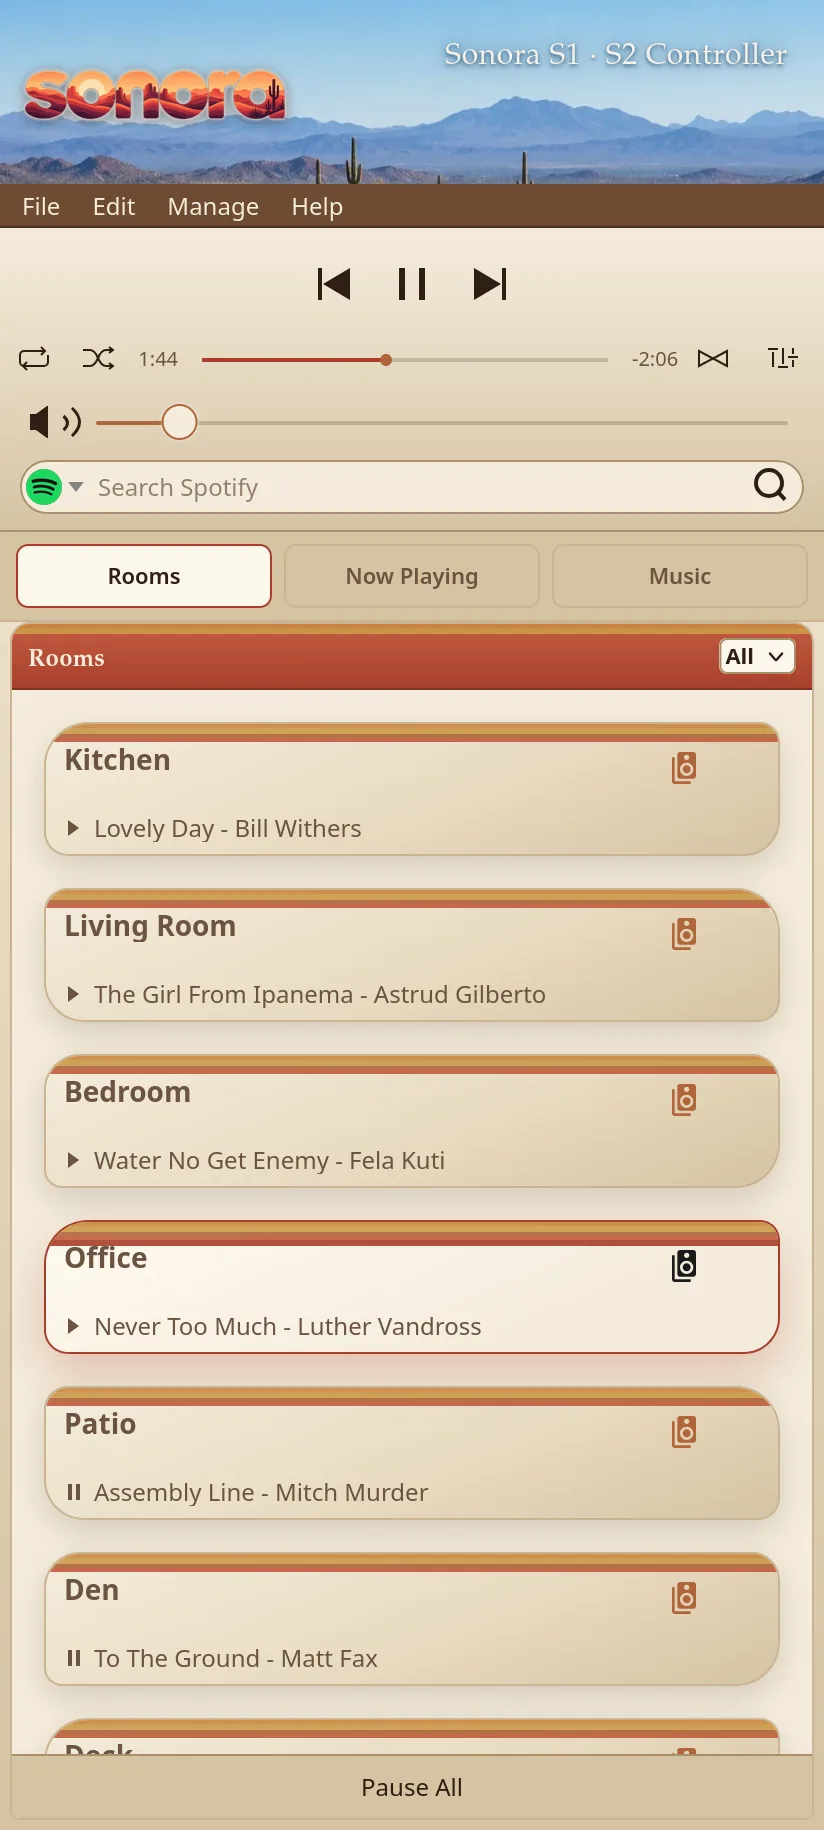 Sonora S1 · S2 Controller
sonora
File Edit Manage Help
1:44 -2:06
Search Spotify
Rooms Now Playing Music
Rooms All
Kitchen
Lovely Day - Bill Withers
Living Room
The Girl From Ipanema - Astrud Gilberto
Bedroom
Water No Get Enemy - Fela Kuti
Office
Never Too Much - Luther Vandross
Patio
Assembly Line - Mitch Murder
Den
To The Ground - Matt Fax
Deck
Pause All